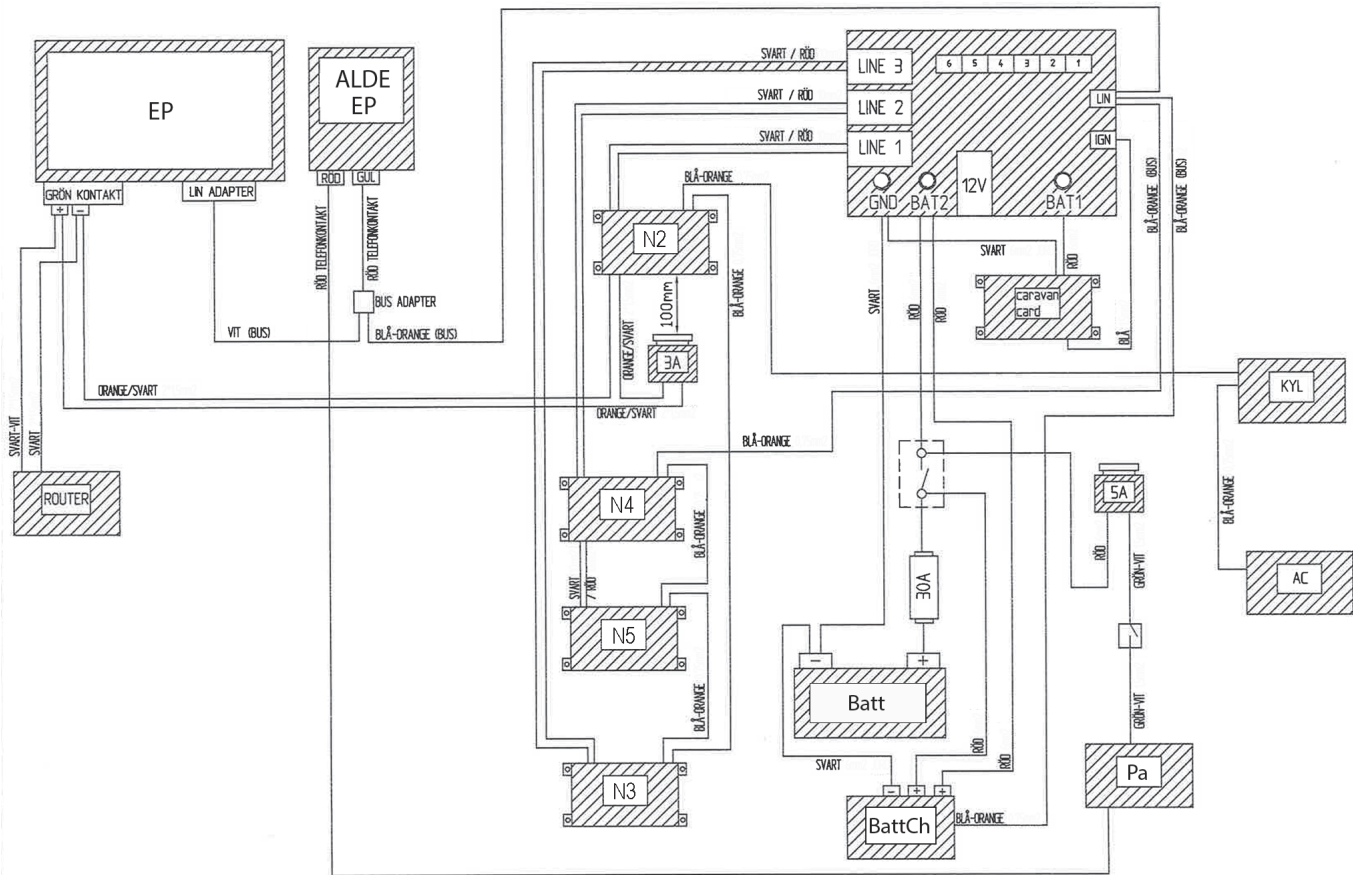 EP
GRÖN KONTAKT
+
-
LIN ADAPTER
ALDE
EP
RÖD
GUL
RÖD TELEFONKONTAKT
RÖD TELEFONKONTAKT
BUS ADAPTER
VIT (BUS)
BLÅ-ORANGE (BUS)
ORANGE/SVART
ORANGE/SVART
ORANGE/SVART
SVART-VIT
SVART
ROUTER
SVART / RÖD
SVART / RÖD
SVART / RÖD
LINE 3
LINE 2
LINE 1
6 5 4 3 2 1
LIN
IGN
GND
BAT2
12V
BAT1
BLÅ-ORANGE
N2
100mm
3A
BLÅ-ORANGE
SVART
RÖD
RÖD
SVART
RÖD
caravan
card
BLÅ
BLÅ-ORANGE (BUS)
BLÅ-ORANGE (BUS)
KYL
BLÅ-ORANGE
AC
BLÅ-ORANGE
N4
BLÅ-ORANGE
SVART
/ RÖD
N5
BLÅ-ORANGE
N3
5A
RÖD
GRÖN-VIT
GRÖN-VIT
Pa
30A
-
+
Batt
SVART
RÖD
RÖD
-
+
+
BattCh
BLÅ-ORANGE